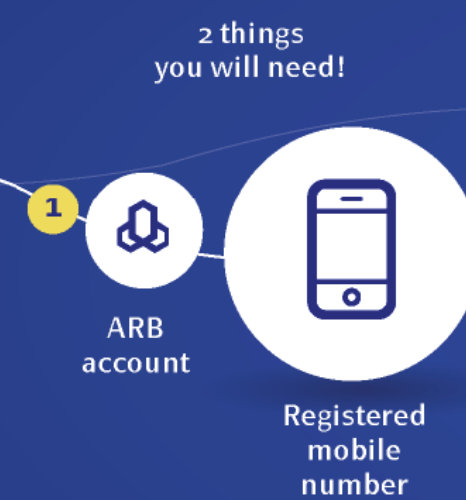 2 things
you will need!
1
ARB
account
Registered
mobile
number